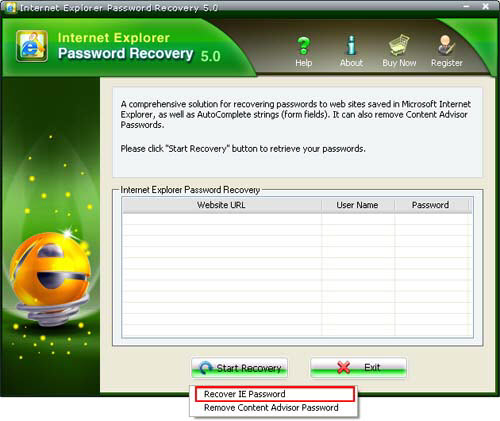 Internet Explorer Password Recovery 5.0
Internet Explorer
Password Recovery 5.0
Help
About
Buy Now
Register
A comprehensive solution for recovering passwords to web sites saved in Microsoft Internet
Explorer, as well as AutoComplete strings (form fields). It can also remove Content Advisor
Passwords.
Please click "Start Recovery" button to retrieve your passwords.
Internet Explorer Password Recovery
Website URL User Name Password
Start Recovery
Exit
Recover IE Password
Remove Content Advisor Password